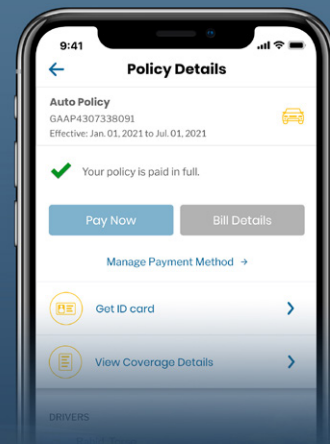 9:41
Policy Details
Auto Policy
GAAP4307338091
Effective: Jan. 01, 2021 to Jul. 01, 2021
Your policy is paid in full.
Pay Now
Bill Details
Manage Payment Method →
Get ID card
View Coverage Details
DRIVERS